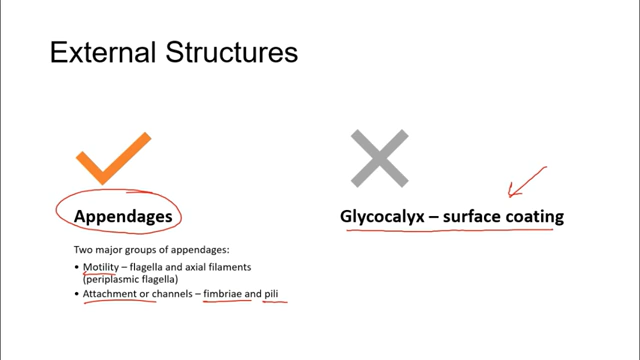 External Structures
Appendages
Two major groups of appendages:
• Motility – flagella and axial filaments
(periplasmic flagella)
• Attachment or channels – fimbriae and pili
Glycocalyx – surface coating